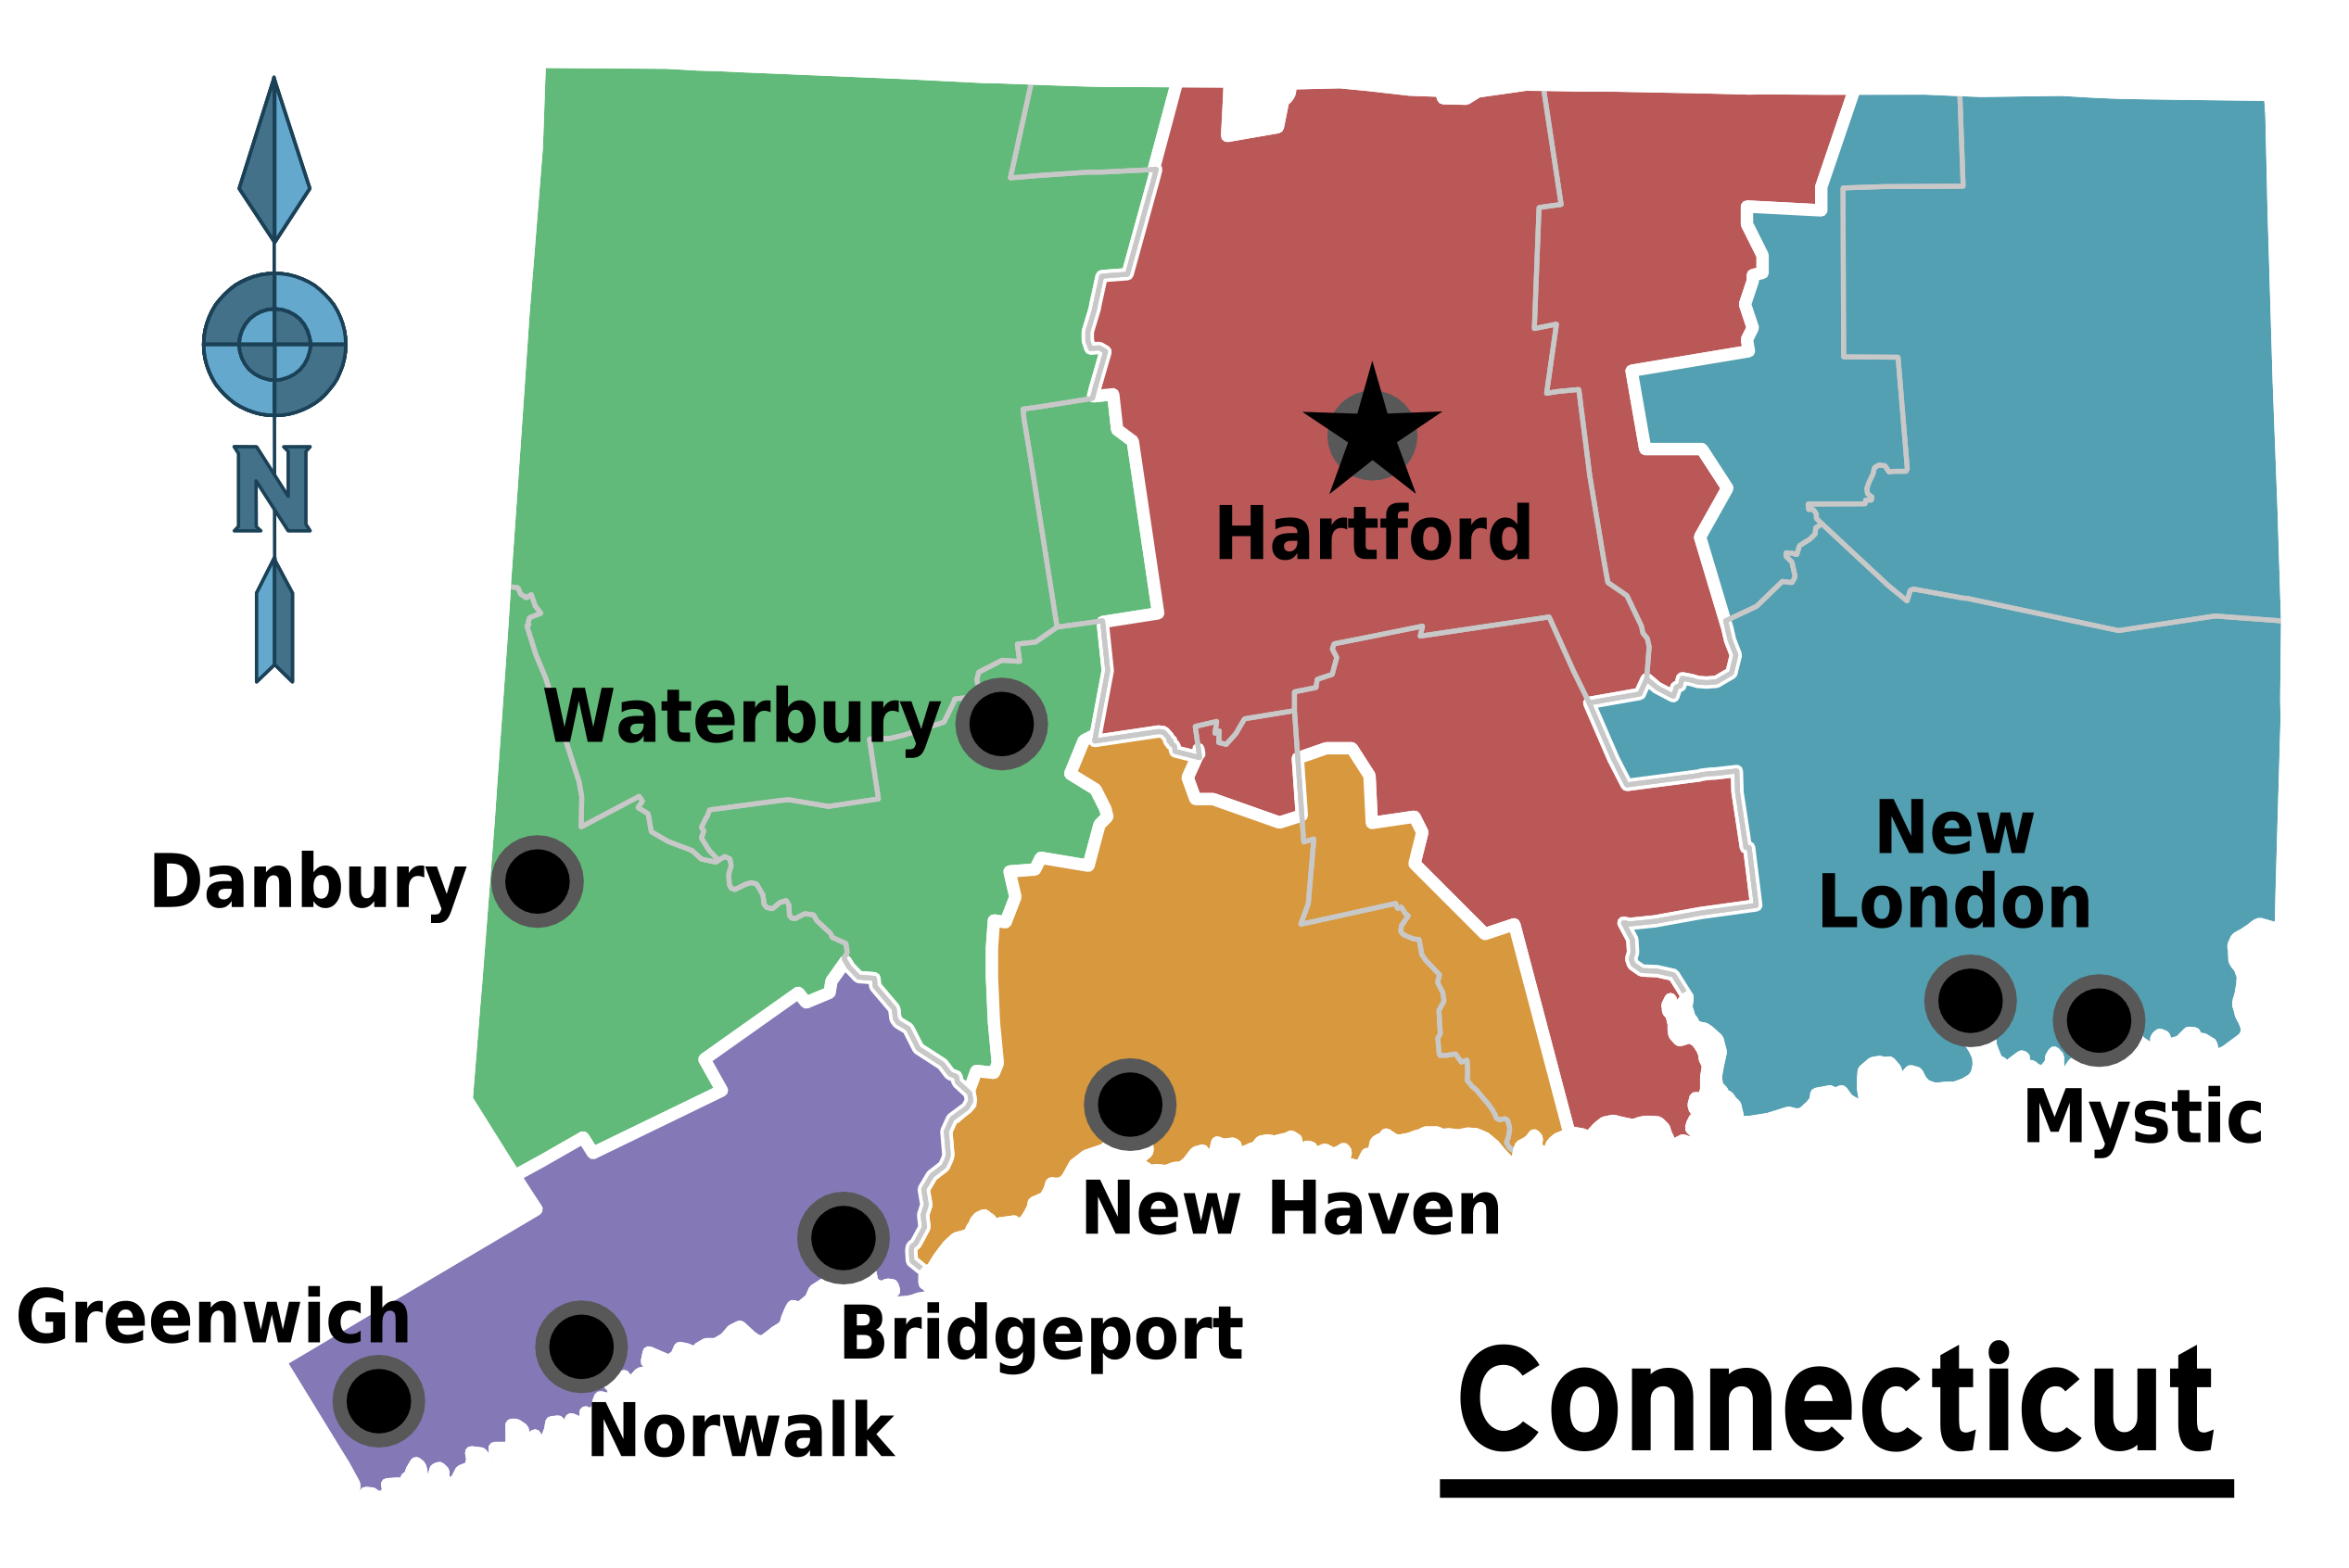 N
Hartford
Waterbury
Danbury
New
London
Mystic
New Haven
Greenwich
Bridgeport
Norwalk
Connecticut